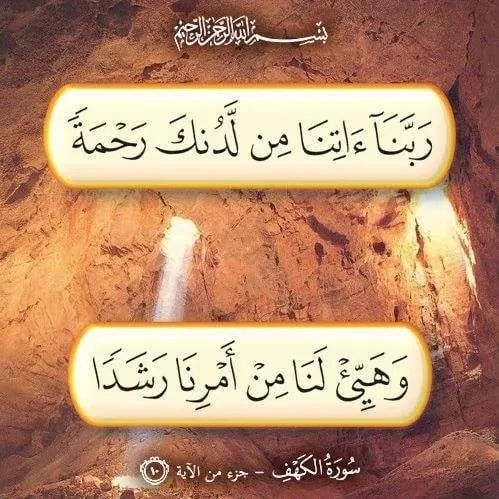 بسم الله الرحمن الرحيم
رَبَّنَآ ءَاتِنَا مِن لَّدُنكَ رَحْمَةً
وَهَيِّئْ لَنَا مِنْ أَمْرِنَا رَشَدًا
سُورَةُ الكَهْفِ - جزء من الآية ١٠